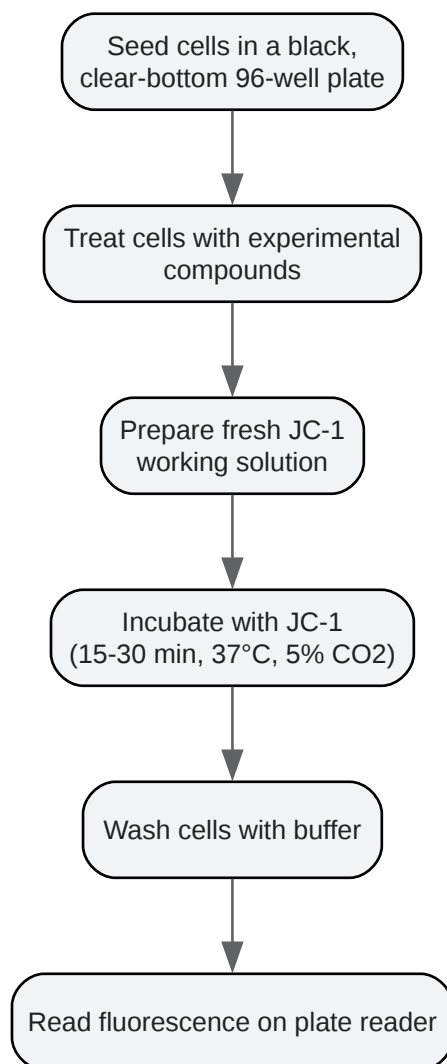 Seed cells in a black,
clear-bottom 96-well plate
Treat cells with experimental
compounds
Prepare fresh JC-1
working solution
Incubate with JC-1
(15-30 min, 37°C, 5% CO2)
Wash cells with buffer
Read fluorescence on plate reader